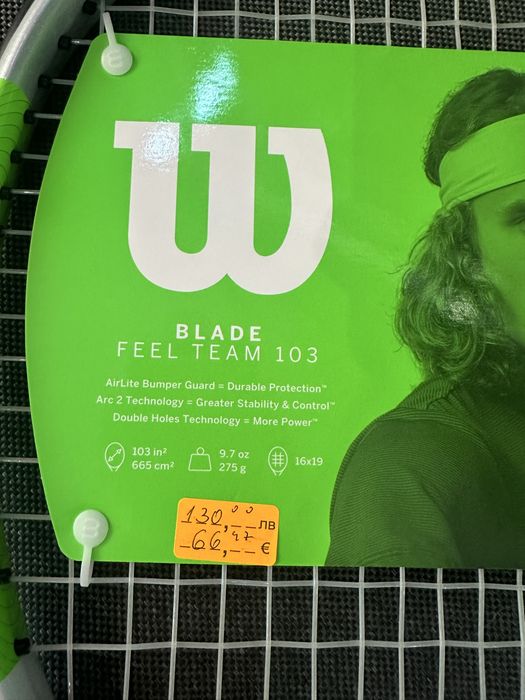 W
BLADE
FEEL TEAM 103
AirLite Bumper Guard = Durable Protection™
Arc 2 Technology = Greater Stability & Control™
Double Holes Technology = More Power™
103 in² 9.7 oz 16x19
665 cm² 275 g
130,00 лв
66,47 €